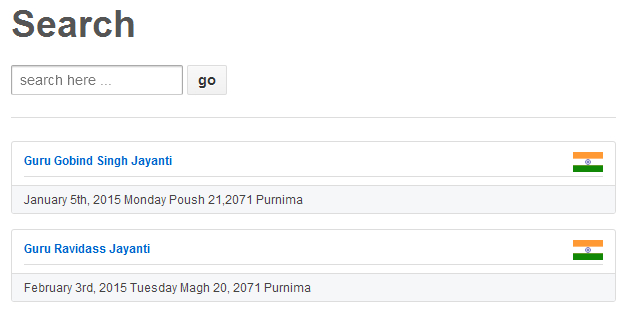 Search
search here ...
go
Guru Gobind Singh Jayanti
January 5th, 2015 Monday Poush 21,2071 Purnima
Guru Ravidass Jayanti
February 3rd, 2015 Tuesday Magh 20, 2071 Purnima